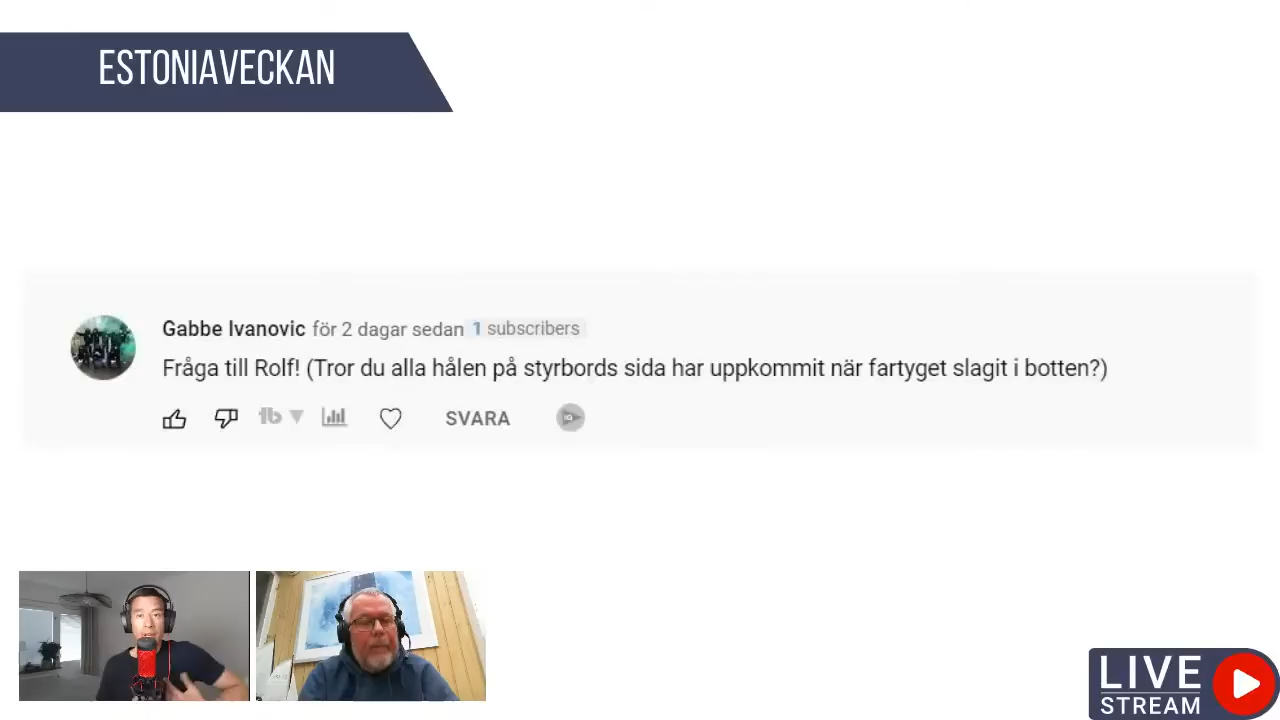 ESTONIAVECKAN
Gabbe Ivanovic för 2 dagar sedan 1 subscribers
Fråga till Rolf! (Tror du alla hålen på styrbords sida har uppkommit när fartyget slagit i botten?)
SVARA
LIVE
STREAM